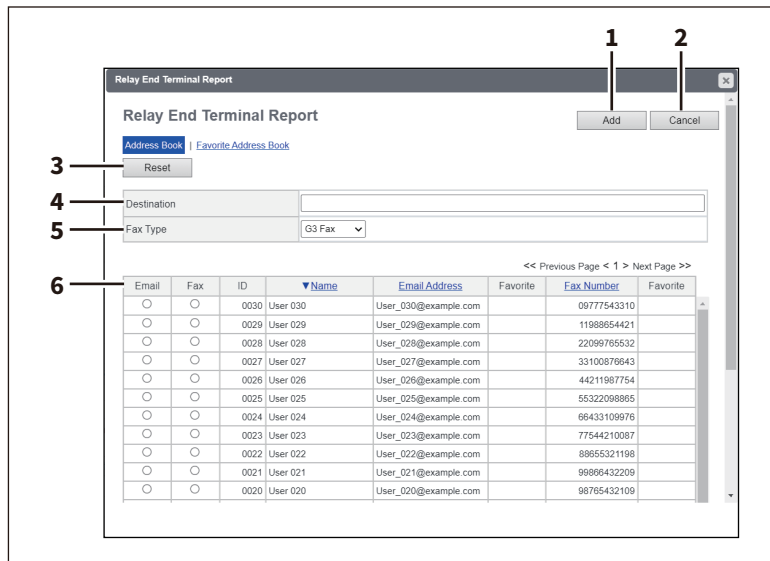 1 2
Relay End Terminal Report
Relay End Terminal Report
Add Cancel
Address Book | Favorite Address Book
3 Reset
4 Destination
5 Fax Type G3 Fax
<< Previous Page < 1 > Next Page >>
6 Email Fax ID ▼Name Email Address Favorite Fax Number Favorite
0030 User 030 User_030@example.com 09777543310
0029 User 029 User_029@example.com 11988654421
0028 User 028 User_028@example.com 22099765532
0027 User 027 User_027@example.com 33100876643
0026 User 026 User_026@example.com 44211987754
0025 User 025 User_025@example.com 55322098865
0024 User 024 User_024@example.com 66433109976
0023 User 023 User_023@example.com 77544210087
0022 User 022 User_022@example.com 88655321198
0021 User 021 User_021@example.com 99866432209
0020 User 020 User_020@example.com 98765432109